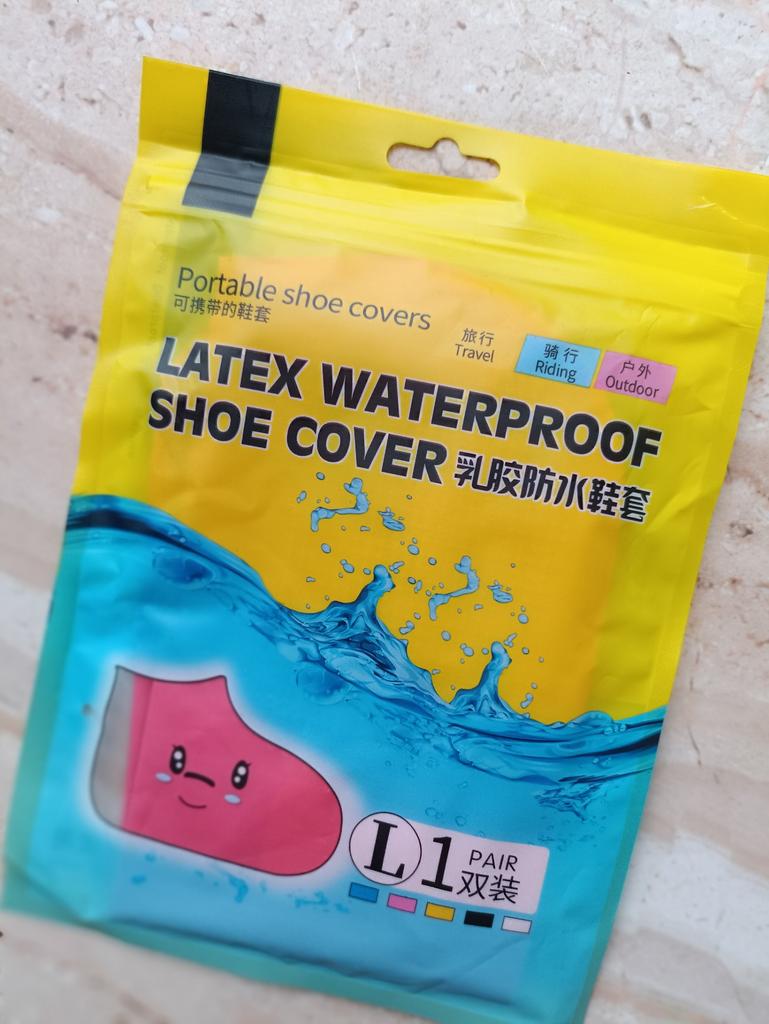 Portable shoe covers
可携带的鞋套
旅行
Travel
骑行
Riding
户外
Outdoor
LATEX WATERPROOF
SHOE COVER 乳胶防水鞋套
L 1 PAIR
双装